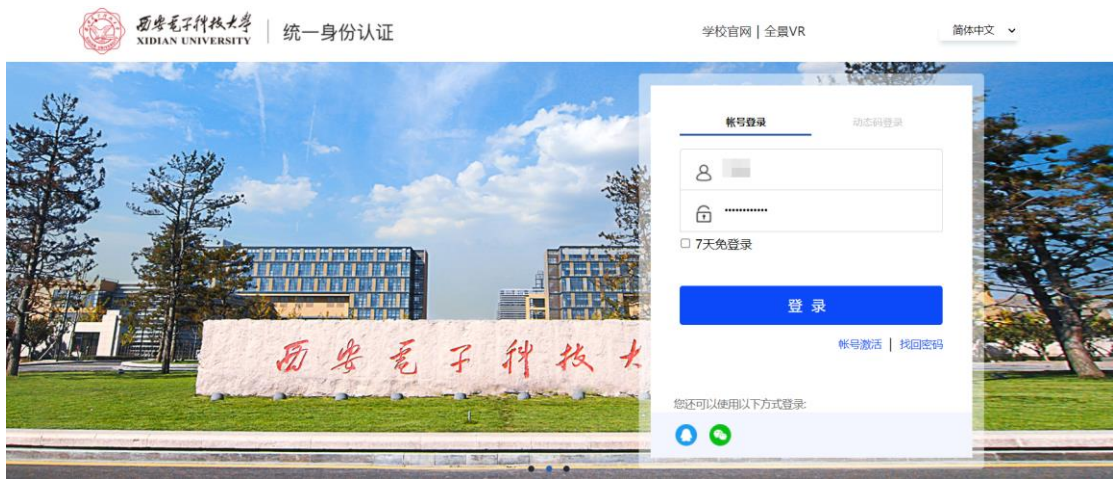 西安电子科技大学
XIDIAN UNIVERSITY
统一身份认证
学校官网 | 全景VR
简体中文
帐号登录
动态码登录
7天免登录
登 录
帐号激活 | 找回密码
您还可以使用以下方式登录:
西安电子科技大